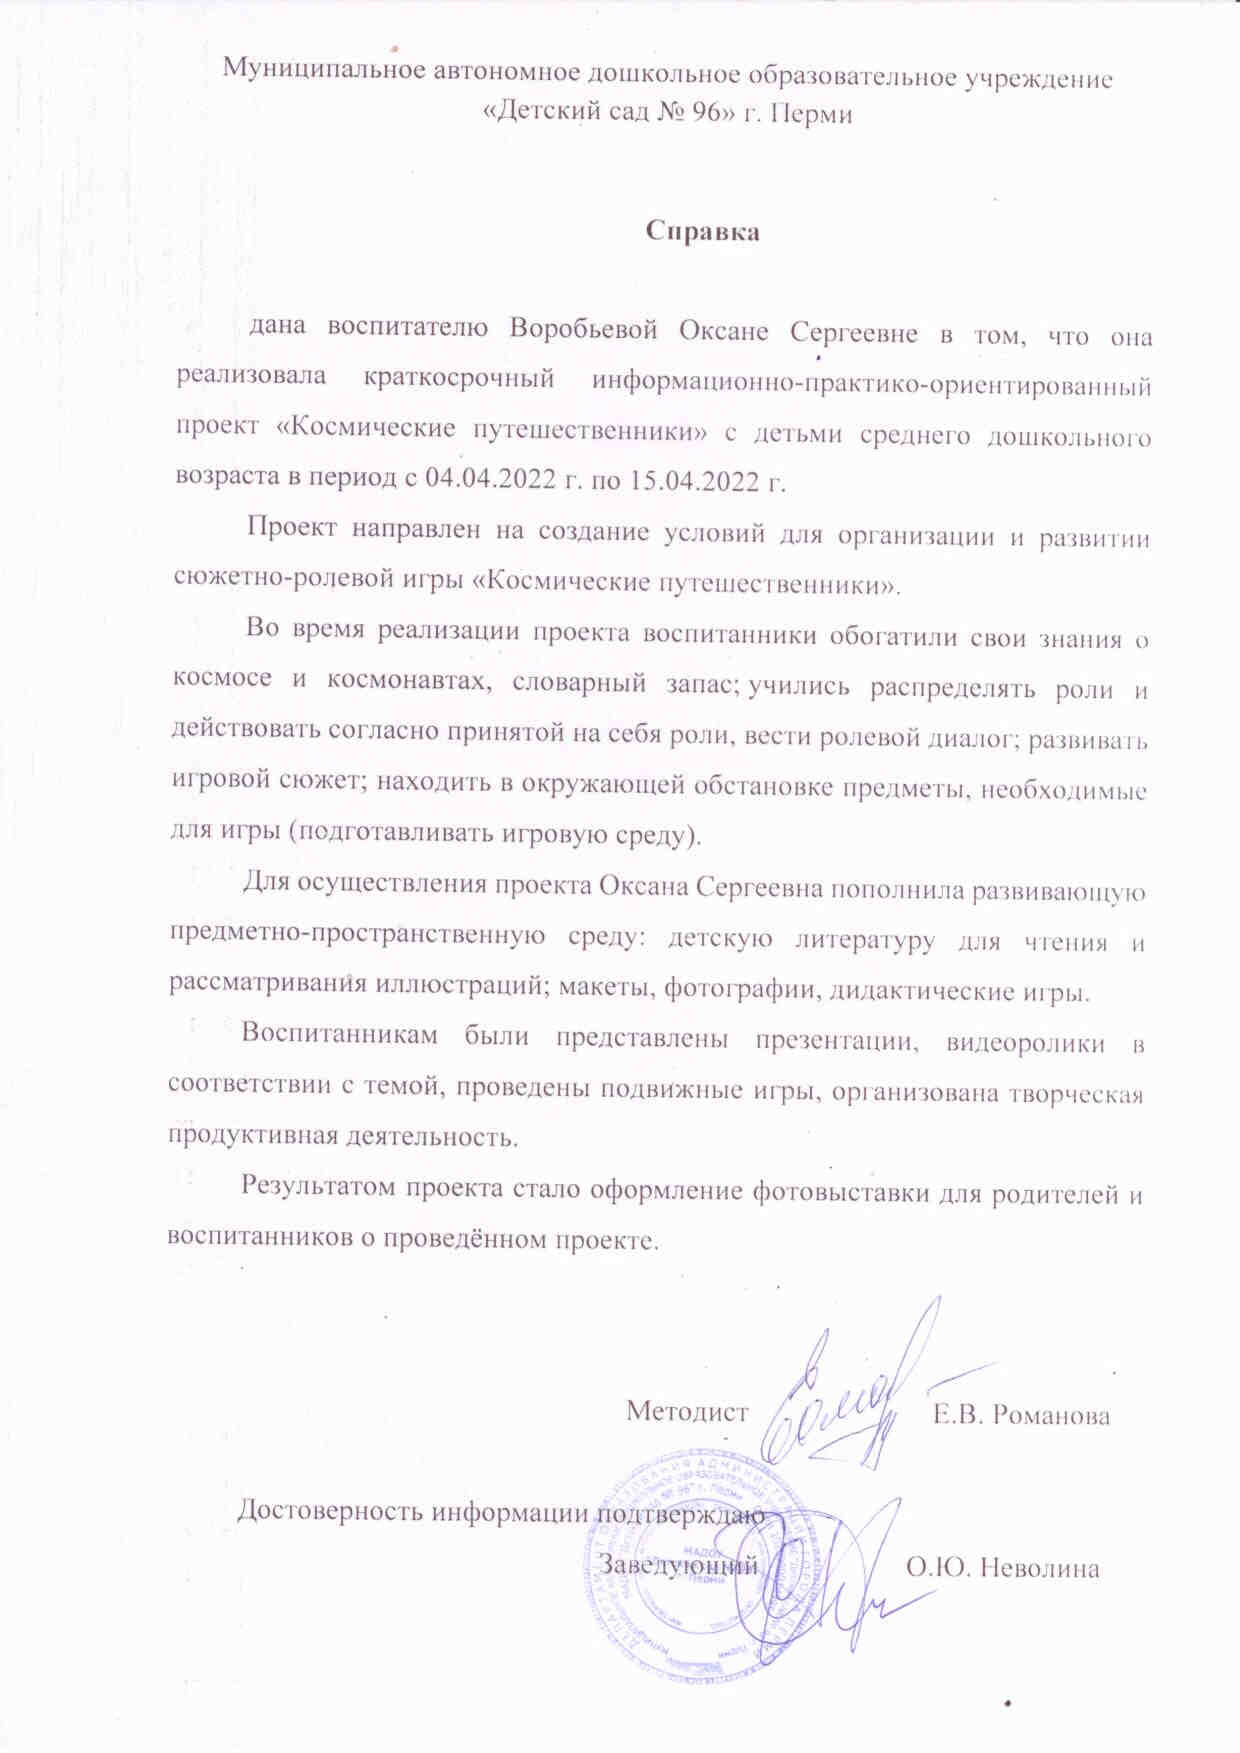 Муниципальное автономное дошкольное образовательное учреждение
«Детский сад № 96» г. Перми
Справка
дана воспитателю Воробьевой Оксане Сергеевне в том, что она
реализовала краткосрочный информационно-практико-ориентированный
проект «Космические путешественники» с детьми среднего дошкольного
возраста в период с 04.04.2022 г. по 15.04.2022 г.
Проект направлен на создание условий для организации и развитии
сюжетно-ролевой игры «Космические путешественники».
Во время реализации проекта воспитанники обогатили свои знания о
космосе и космонавтах, словарный запас; учились распределять роли и
действовать согласно принятой на себя роли, вести ролевой диалог; развивать
игровой сюжет; находить в окружающей обстановке предметы, необходимые
для игры (подготавливать игровую среду).
Для осуществления проекта Оксана Сергеевна пополнила развивающую
предметно-пространственную среду: детскую литературу для чтения и
рассматривания иллюстраций; макеты, фотографии, дидактические игры.
Воспитанникам были представлены презентации, видеоролики в
соответствии с темой, проведены подвижные игры, организована творческая
продуктивная деятельность.
Результатом проекта стало оформление фотовыставки для родителей и
воспитанников о проведённом проекте.
Методист Е.В. Романова
Достоверность информации подтверждаю
Заведующий О.Ю. Неволина
МАДОУ